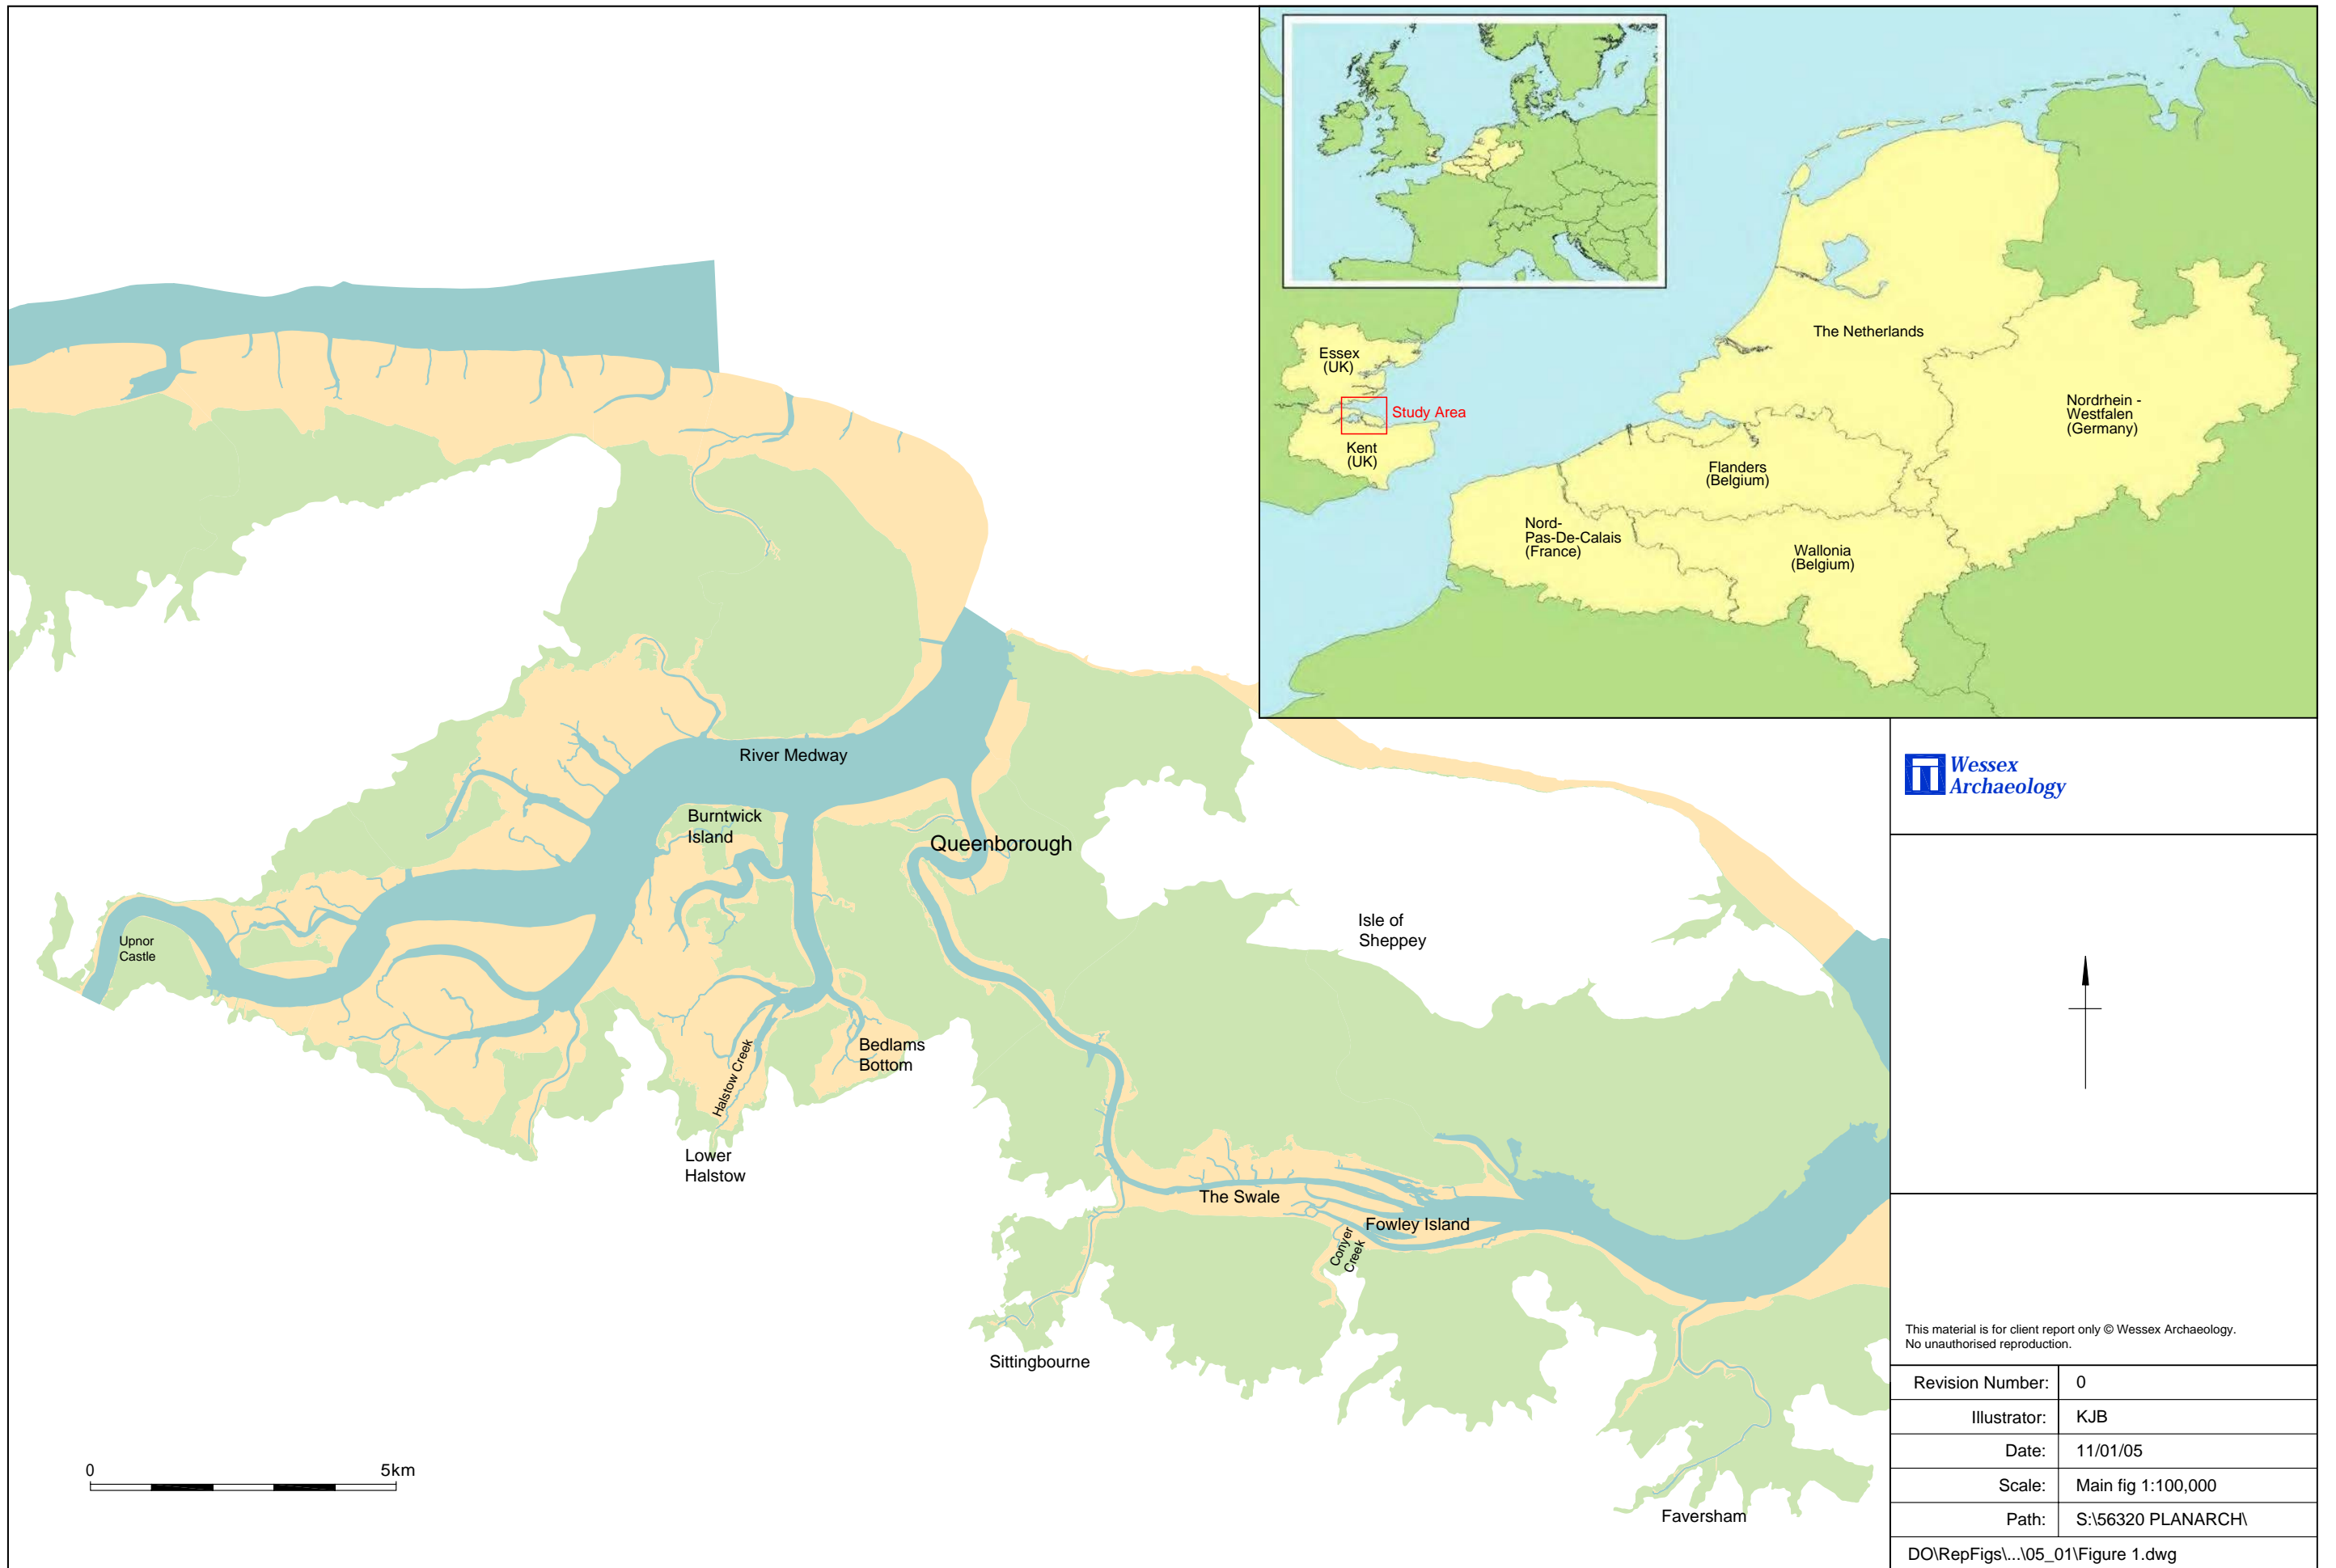 Essex
(UK)
Study Area
Kent
(UK)
The Netherlands
Nordrhein -
Westfalen
(Germany)
Flanders
(Belgium)
Nord-
Pas-De-Calais
(France)
Wallonia
(Belgium)
River Medway
Burntwick
Island
Queenborough
Upnor
Castle
Isle of
Sheppey
Bedlams
Bottom
Halstow Creek
Lower
Halstow
The Swale
Fowley Island
Conyer
Creek
Sittingbourne
Faversham
0 5km
Wessex
Archaeology
This material is for client report only © Wessex Archaeology.
No unauthorised reproduction.
Revision Number: 0
Illustrator: KJB
Date: 11/01/05
Scale: Main fig 1:100,000
Path: S:\56320 PLANARCH\
DO\RepFigs\...\05_01\Figure 1.dwg